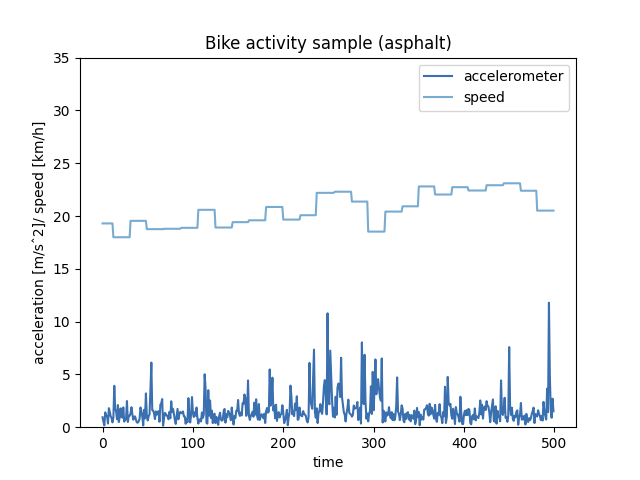 Bike activity sample (asphalt)
accelerometer
speed
acceleration [m/s^2]/ speed [km/h]
35
30
25
20
15
10
5
0
0 100 200 300 400 500
time